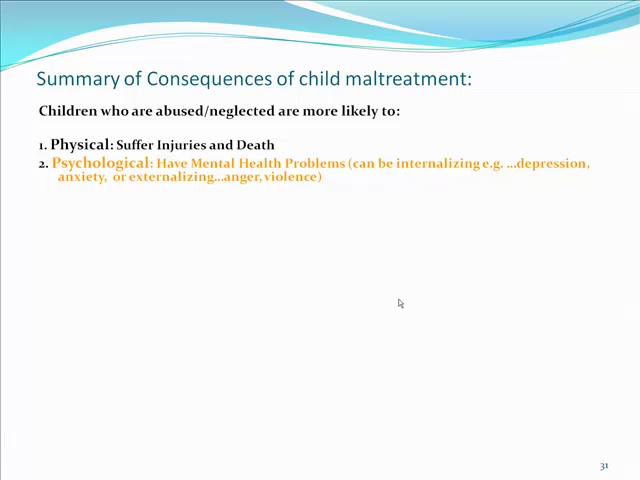 Summary of Consequences of child maltreatment:
Children who are abused/neglected are more likely to:
1. Physical: Suffer Injuries and Death
2. Psychological: Have Mental Health Problems (can be internalizing e.g. ...depression,
anxiety, or externalizing...anger, violence)
31